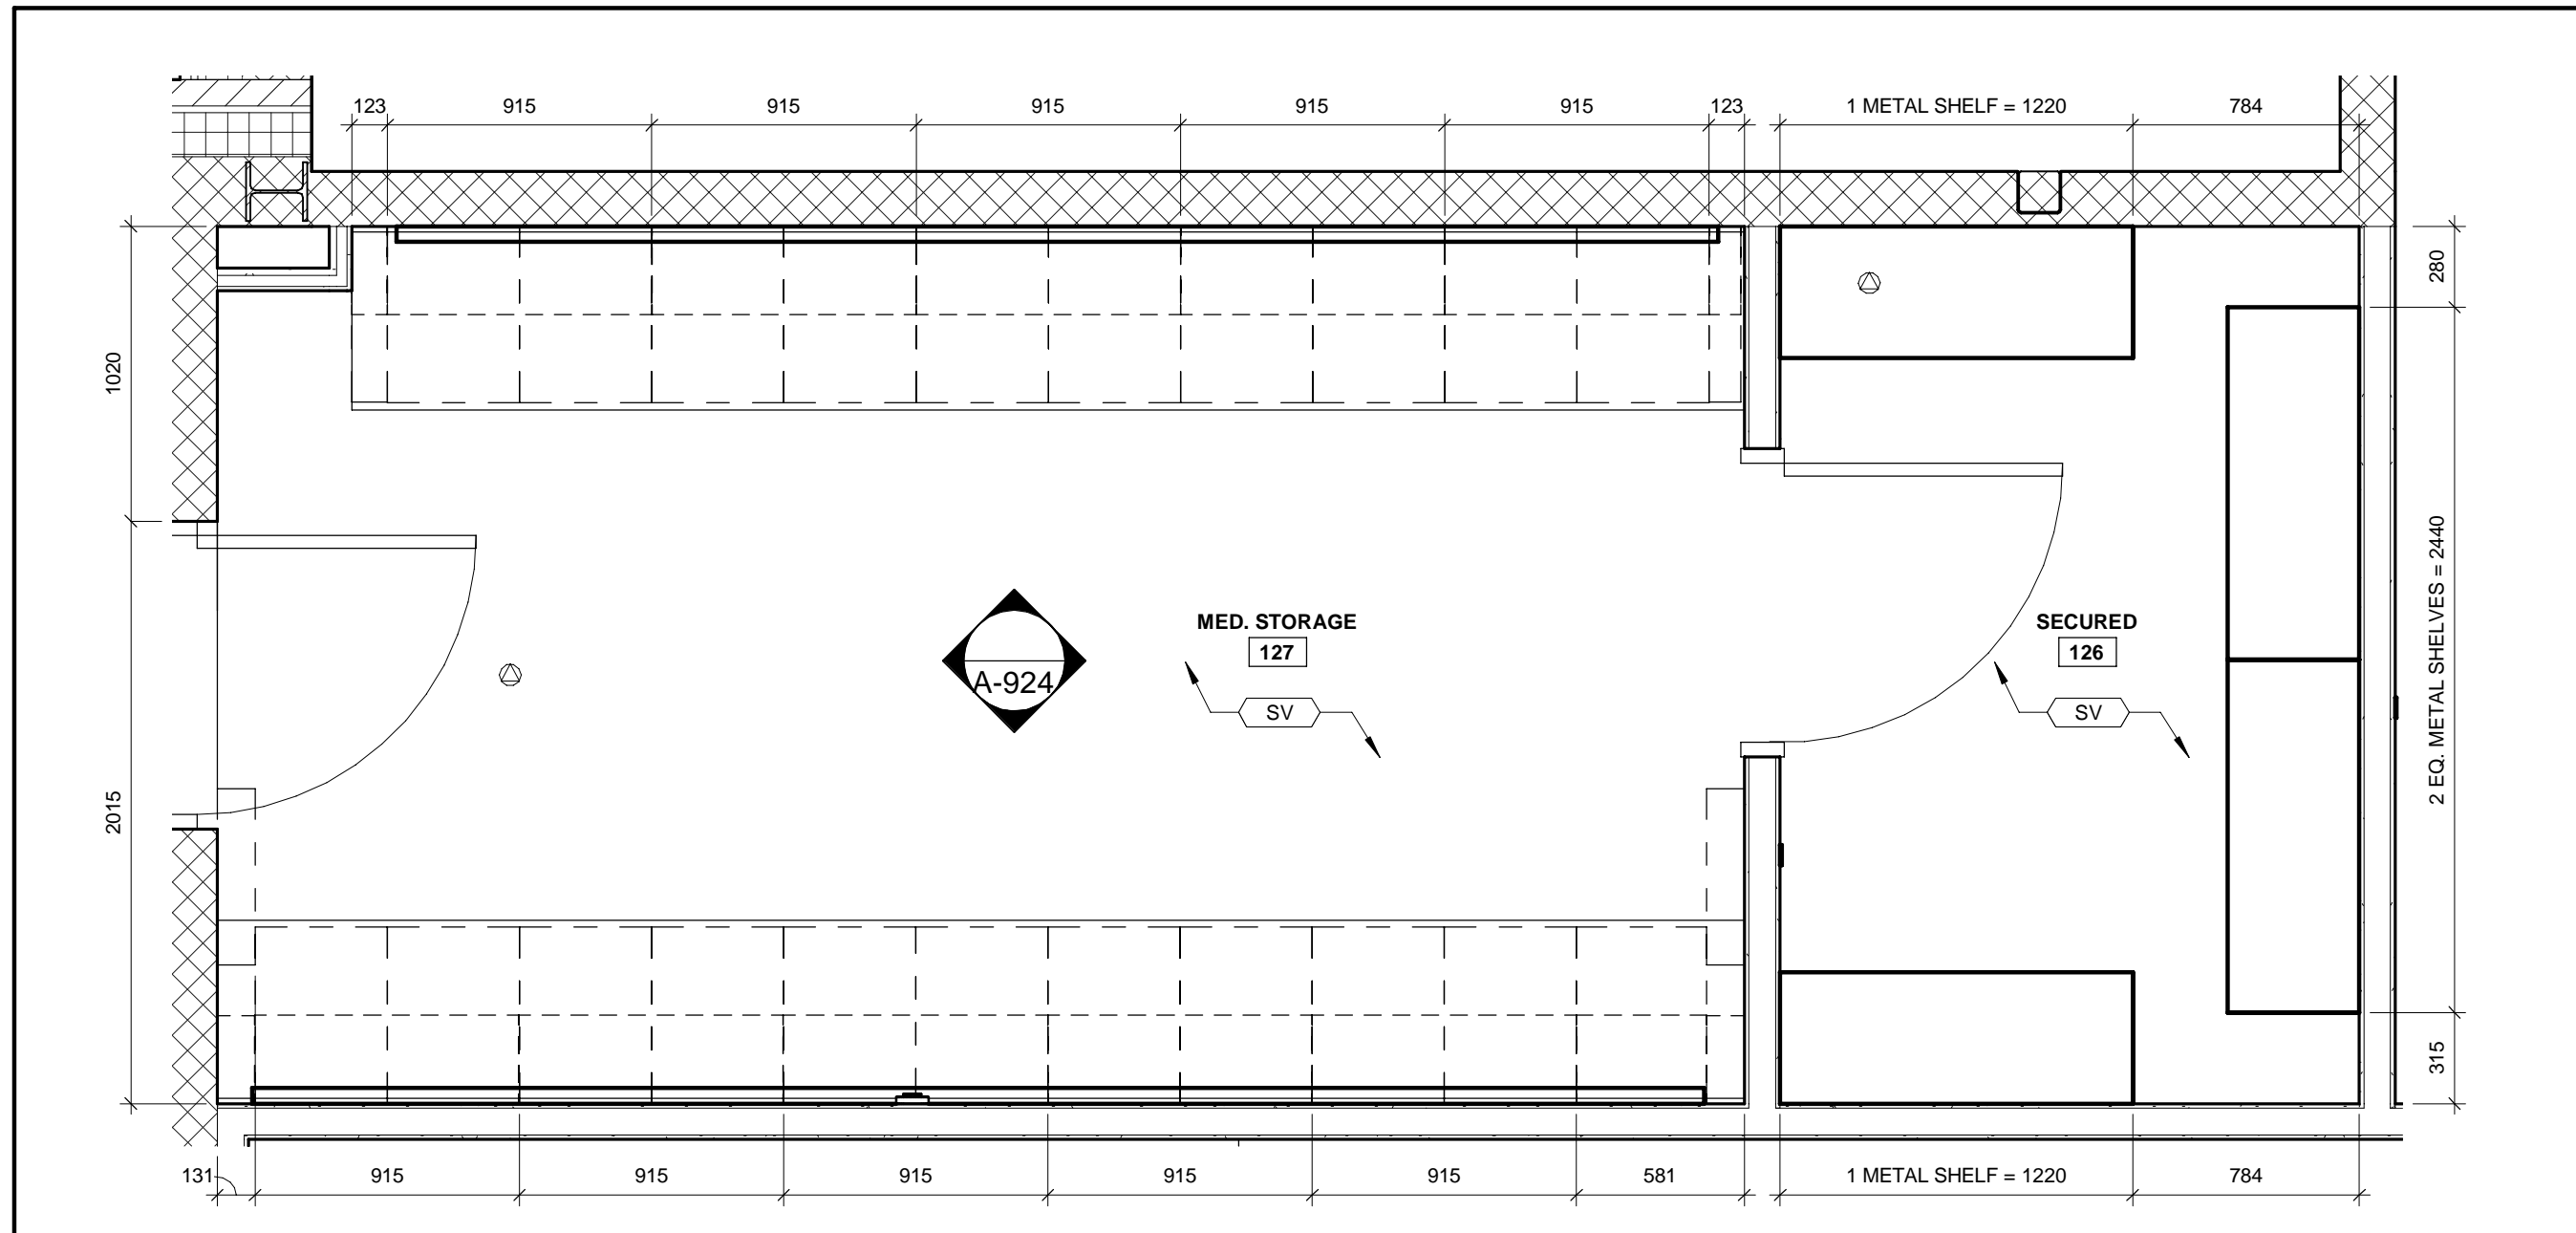 123 915 915 915 915 915 123 1 METAL SHELF = 1220 784
280
1020
2 EQ. METAL SHELVES = 2440
MED. STORAGE
127
SV
SECURED
126
SV
A-924
2015
315
131 915 915 915 915 915 581 1 METAL SHELF = 1220 784